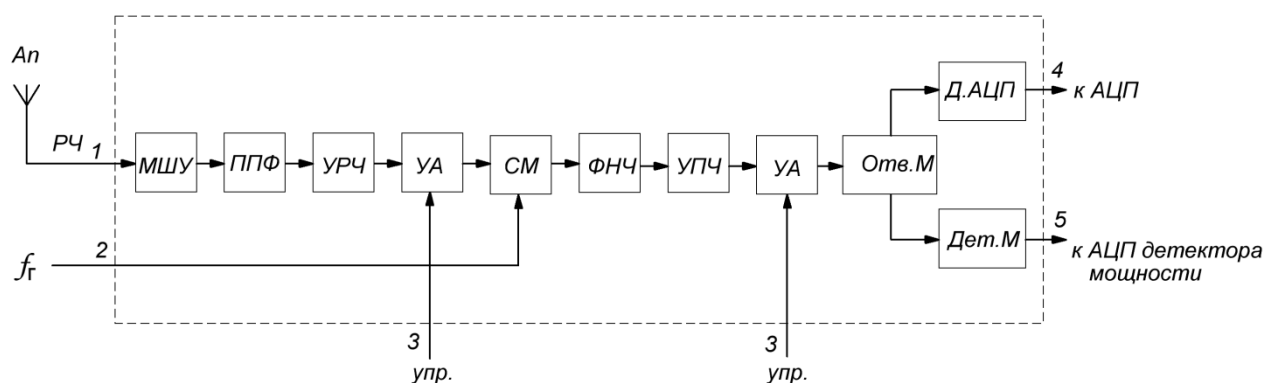 Ап
РЧ 1
МШУ
ППФ
УРЧ
УА
СМ
ФНЧ
УПЧ
УА
Отв.М
Д.АЦП
4
к АЦП
Дет.М
5
к АЦП детектора
мощности
fг
2
3
упр.
3
упр.